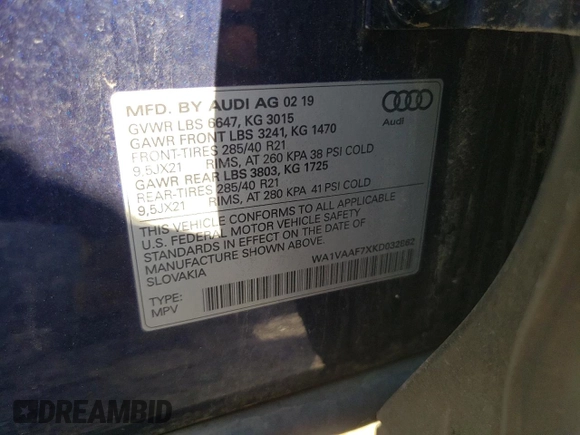 MFD. BY AUDI AG 02 19
GVWR LBS 6647, KG 3015
GAWR FRONT LBS 3241, KG 1470
FRONT-TIRES 285/40 R21
9,5JX21 RIMS, AT 260 KPA 38 PSI COLD
GAWR REAR LBS 3803, KG 1725
REAR-TIRES 285/40 R21
9,5JX21 RIMS, AT 280 KPA 41 PSI COLD
Audi
THIS VEHICLE CONFORMS TO ALL APPLICABLE
U.S. FEDERAL MOTOR VEHICLE SAFETY
STANDARDS IN EFFECT ON THE DATE OF
MANUFACTURE SHOWN ABOVE.
SLOVAKIA
WA1VAAF7XKD032082
TYPE:
MPV
DREAMBID